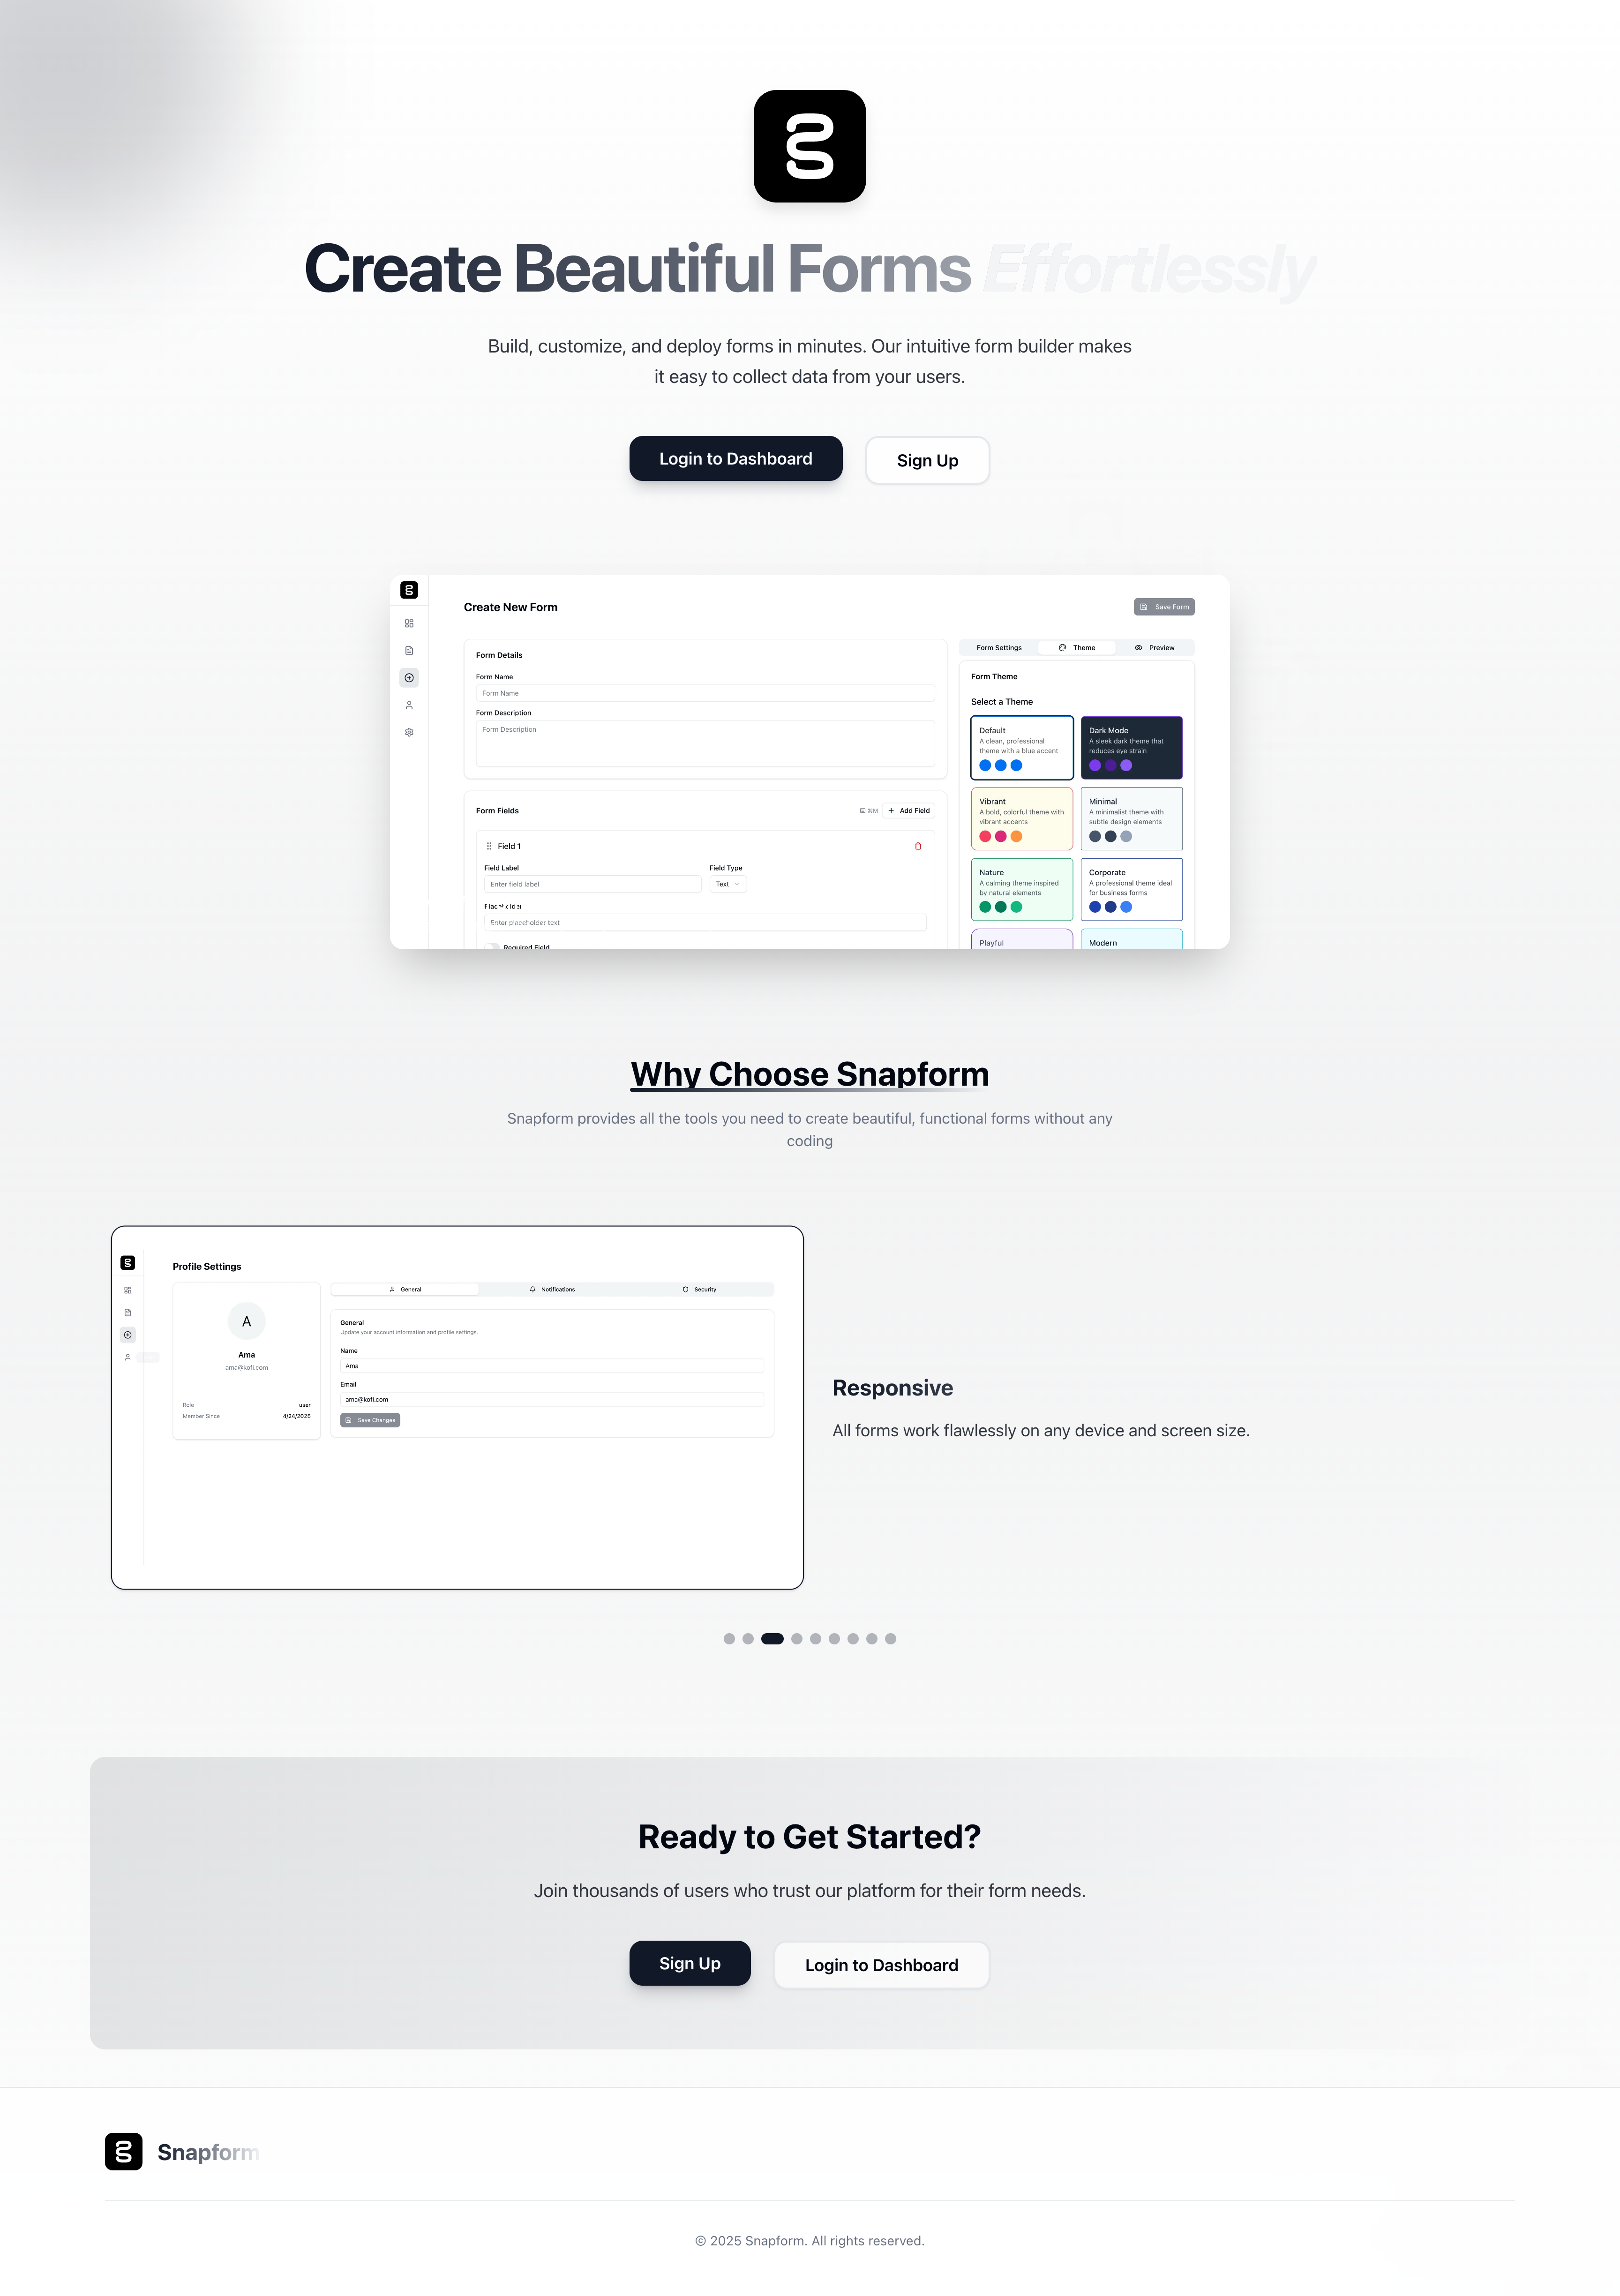 Create Beautiful Forms Effortlessly
Build, customize, and deploy forms in minutes. Our intuitive form builder makes
it easy to collect data from your users.
Login to Dashboard
Sign Up
Create New Form
Save Form
Form Details
Form Name
Form Name
Form Description
Form Description
Form Fields
⌘M
Add Field
Field 1
Field Label
Field Type
Enter field label
Text
Enter placeholder text
Required Field
Form Settings
Theme
Preview
Form Theme
Select a Theme
Default
A clean, professional
theme with a blue accent
Dark Mode
A sleek dark theme that
reduces eye strain
Vibrant
A bold, colorful theme with
vibrant accents
Minimal
A minimalist theme with
subtle design elements
Nature
A calming theme inspired
by natural elements
Corporate
A professional theme ideal
for business forms
Playful
Modern
Why Choose Snapform
Snapform provides all the tools you need to create beautiful, functional forms without any
coding
Profile Settings
A
Ama
ama@kofi.com
Role
user
Member Since
4/24/2025
General
Notifications
Security
General
Update your account information and profile settings.
Name
Ama
Email
ama@kofi.com
Save Changes
Responsive
All forms work flawlessly on any device and screen size.
Ready to Get Started?
Join thousands of users who trust our platform for their form needs.
Sign Up
Login to Dashboard
Snapform
© 2025 Snapform. All rights reserved.